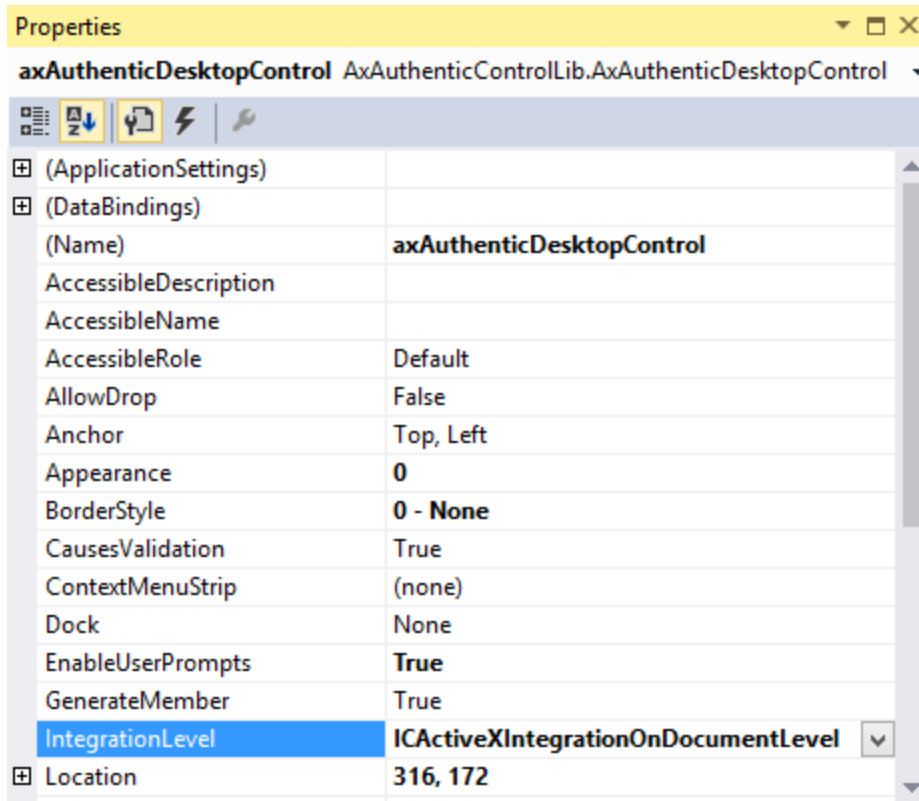 Properties
axAuthenticDesktopControl AxAuthenticControlLib.AxAuthenticDesktopControl
(ApplicationSettings)
(DataBindings)
(Name) axAuthenticDesktopControl
AccessibleDescription
AccessibleName
AccessibleRole Default
AllowDrop False
Anchor Top, Left
Appearance 0
BorderStyle 0 - None
CausesValidation True
ContextMenuStrip (none)
Dock None
EnableUserPrompts True
GenerateMember True
IntegrationLevel ICActiveXIntegrationOnDocumentLevel
Location 316, 172